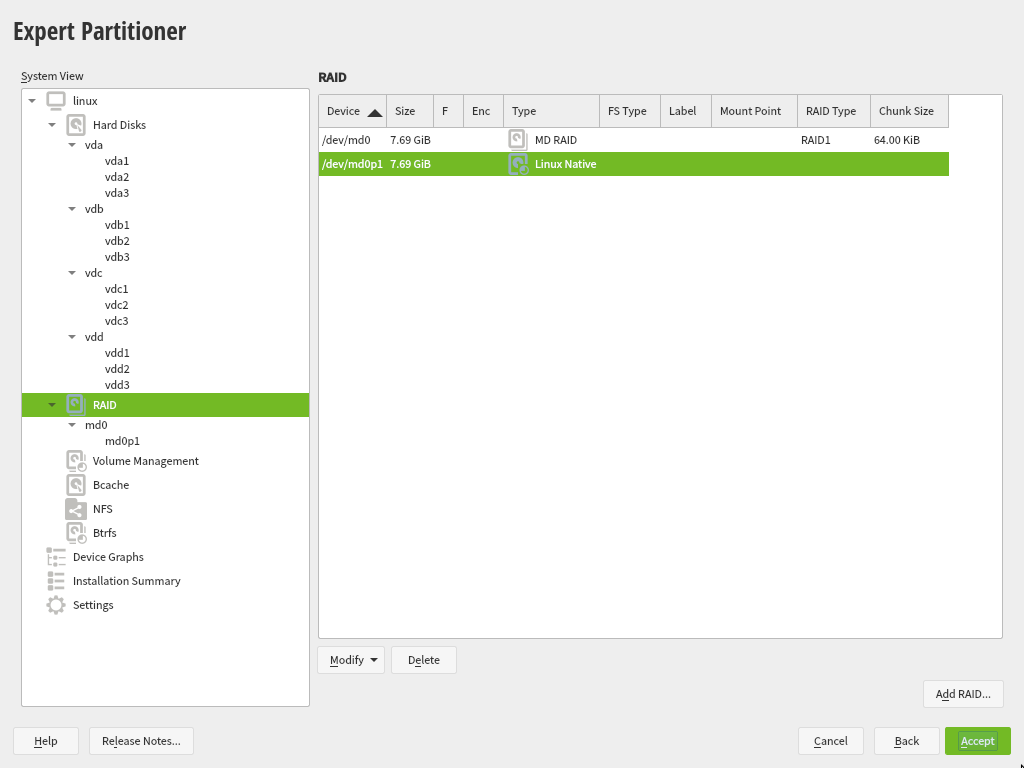 Expert Partitioner
System View
linux
Hard Disks
vda
vda1
vda2
vda3
vdb
vdb1
vdb2
vdb3
vdc
vdc1
vdc2
vdc3
vdd
vdd1
vdd2
vdd3
RAID
md0
md0p1
Volume Management
Bcache
NFS
Btrfs
Device Graphs
Installation Summary
Settings
RAID
Device Size F Enc Type FS Type Label Mount Point RAID Type Chunk Size
/dev/md0 7.69 GiB MD RAID RAID1 64.00 KiB
/dev/md0p1 7.69 GiB Linux Native
Modify Delete
Add RAID...
Help Release Notes... Cancel Back Accept